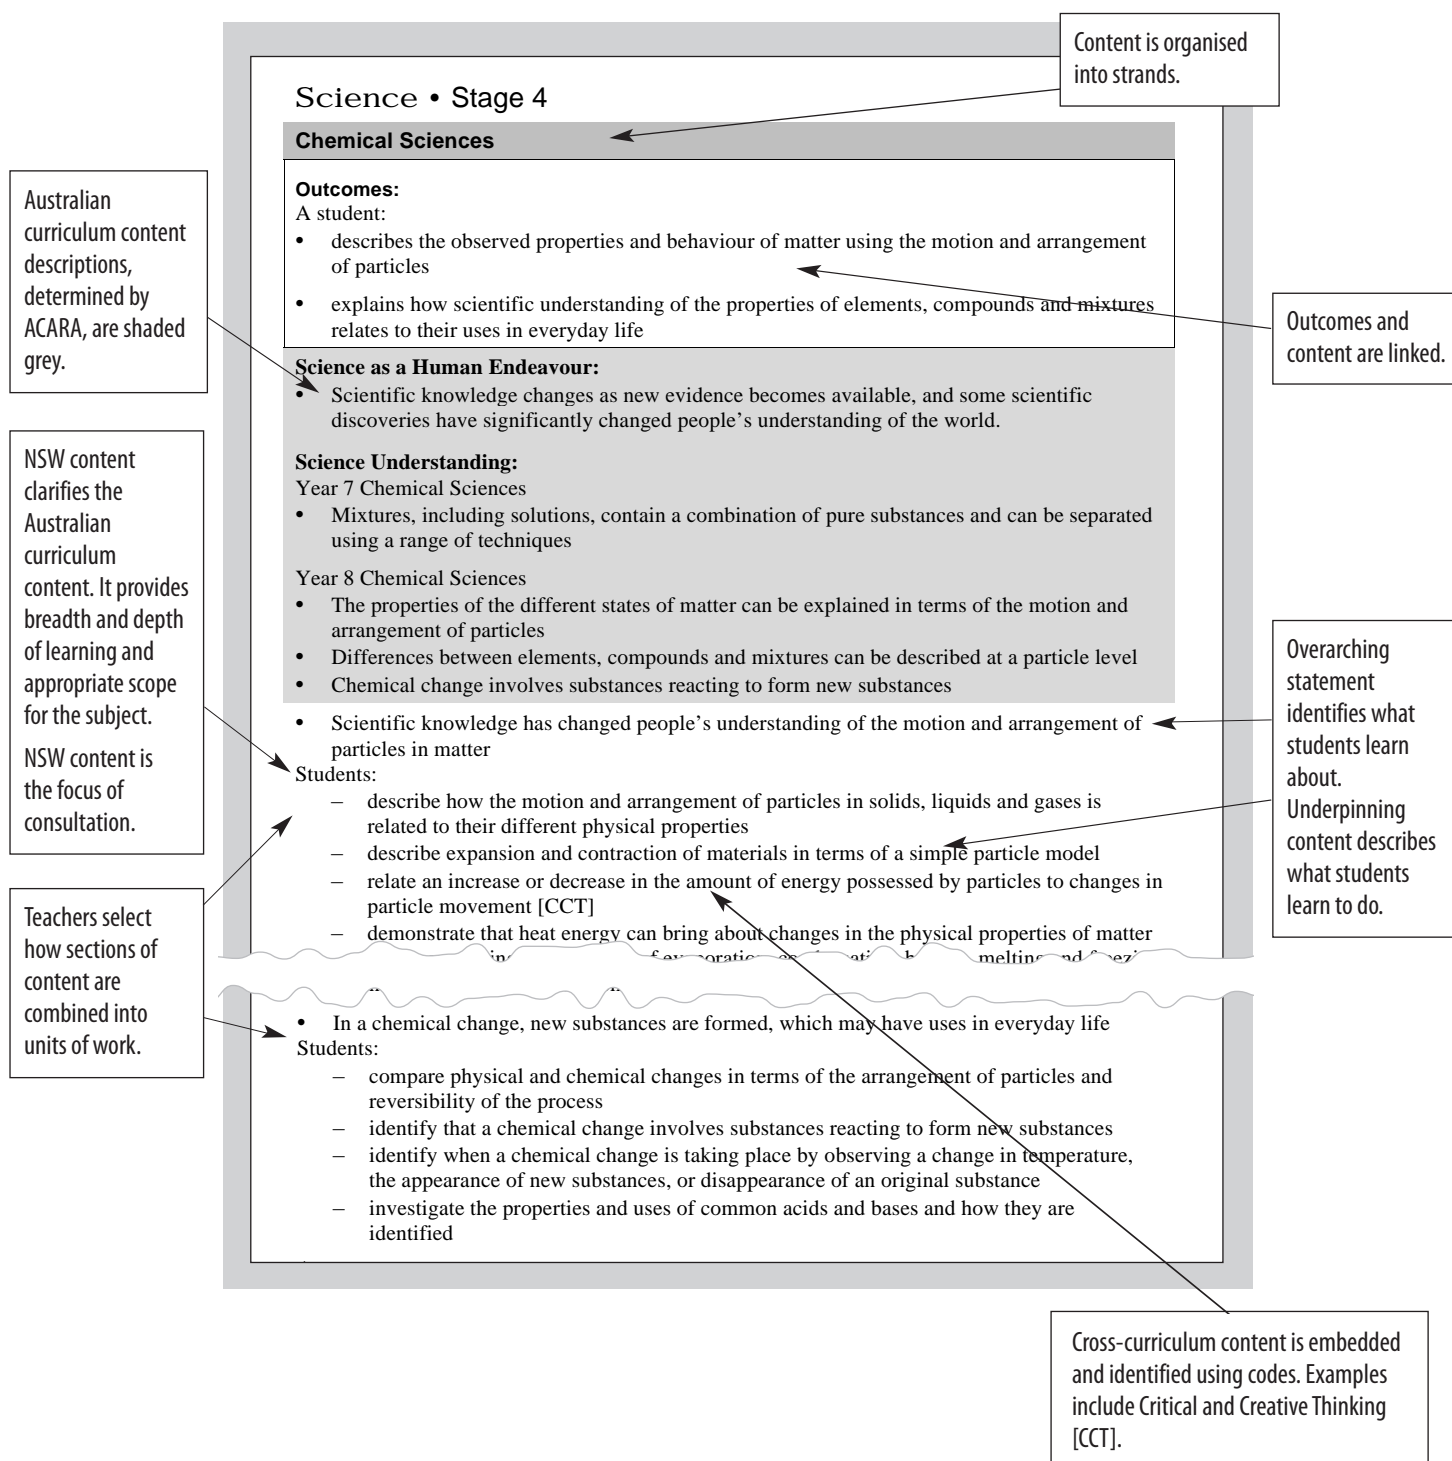 Content is organised
into strands.
Science • Stage 4
Chemical Sciences
Outcomes:
A student:
• describes the observed properties and behaviour of matter using the motion and arrangement
of particles
• explains how scientific understanding of the properties of elements, compounds and mixtures
relates to their uses in everyday life
Science as a Human Endeavour:
• Scientific knowledge changes as new evidence becomes available, and some scientific
discoveries have significantly changed people’s understanding of the world.
Science Understanding:
Year 7 Chemical Sciences
• Mixtures, including solutions, contain a combination of pure substances and can be separated
using a range of techniques
Year 8 Chemical Sciences
• The properties of the different states of matter can be explained in terms of the motion and
arrangement of particles
• Differences between elements, compounds and mixtures can be described at a particle level
• Chemical change involves substances reacting to form new substances
• Scientific knowledge has changed people’s understanding of the motion and arrangement of
particles in matter
Students:
– describe how the motion and arrangement of particles in solids, liquids and gases is
related to their different physical properties
– describe expansion and contraction of materials in terms of a simple particle model
– relate an increase or decrease in the amount of energy possessed by particles to changes in
particle movement [CCT]
– demonstrate that heat energy can bring about changes in the physical properties of matter
melting and
• In a chemical change, new substances are formed, which may have uses in everyday life
Students:
– compare physical and chemical changes in terms of the arrangement of particles and
reversibility of the process
– identify that a chemical change involves substances reacting to form new substances
– identify when a chemical change is taking place by observing a change in temperature,
the appearance of new substances, or disappearance of an original substance
– investigate the properties and uses of common acids and bases and how they are
identified
Australian
curriculum content
descriptions,
determined by
ACARA, are shaded
grey.
NSW content
clarifies the
Australian
curriculum
content. It provides
breadth and depth
of learning and
appropriate scope
for the subject.
NSW content is
the focus of
consultation.
Teachers select
how sections of
content are
combined into
units of work.
Outcomes and
content are linked.
Overarching
statement
identifies what
students learn
about.
Underpinning
content describes
what students
learn to do.
Cross-curriculum content is embedded
and identified using codes. Examples
include Critical and Creative Thinking
[CCT].